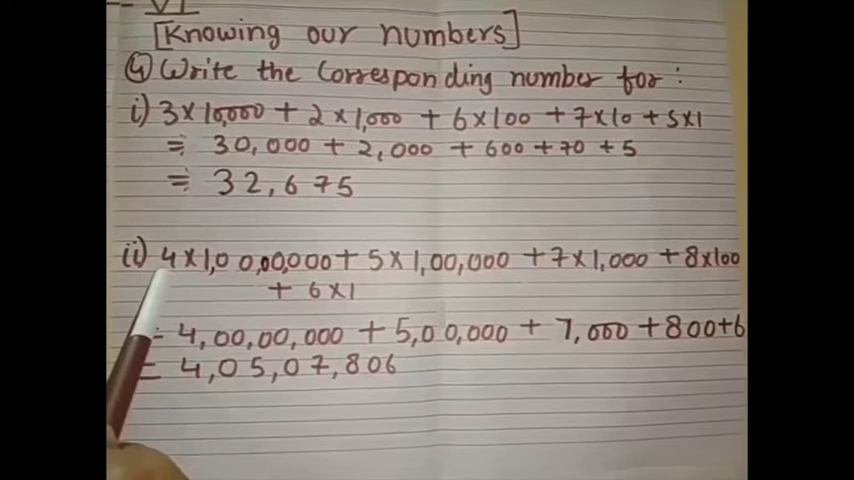 - VI
[Knowing our numbers]
④ Write the Corresponding number for :
i) 3×10,000 + 2×1,000 + 6×100 + 7×10 + 5×1
= 30,000 + 2,000 + 600 + 70 + 5
= 32,675
ii) 4×1,00,00,000 + 5×1,00,000 + 7×1,000 + 8×100
+ 6×1
= 4,00,00,000 + 5,00,000 + 7,000 + 800+6
= 4,05,07,806